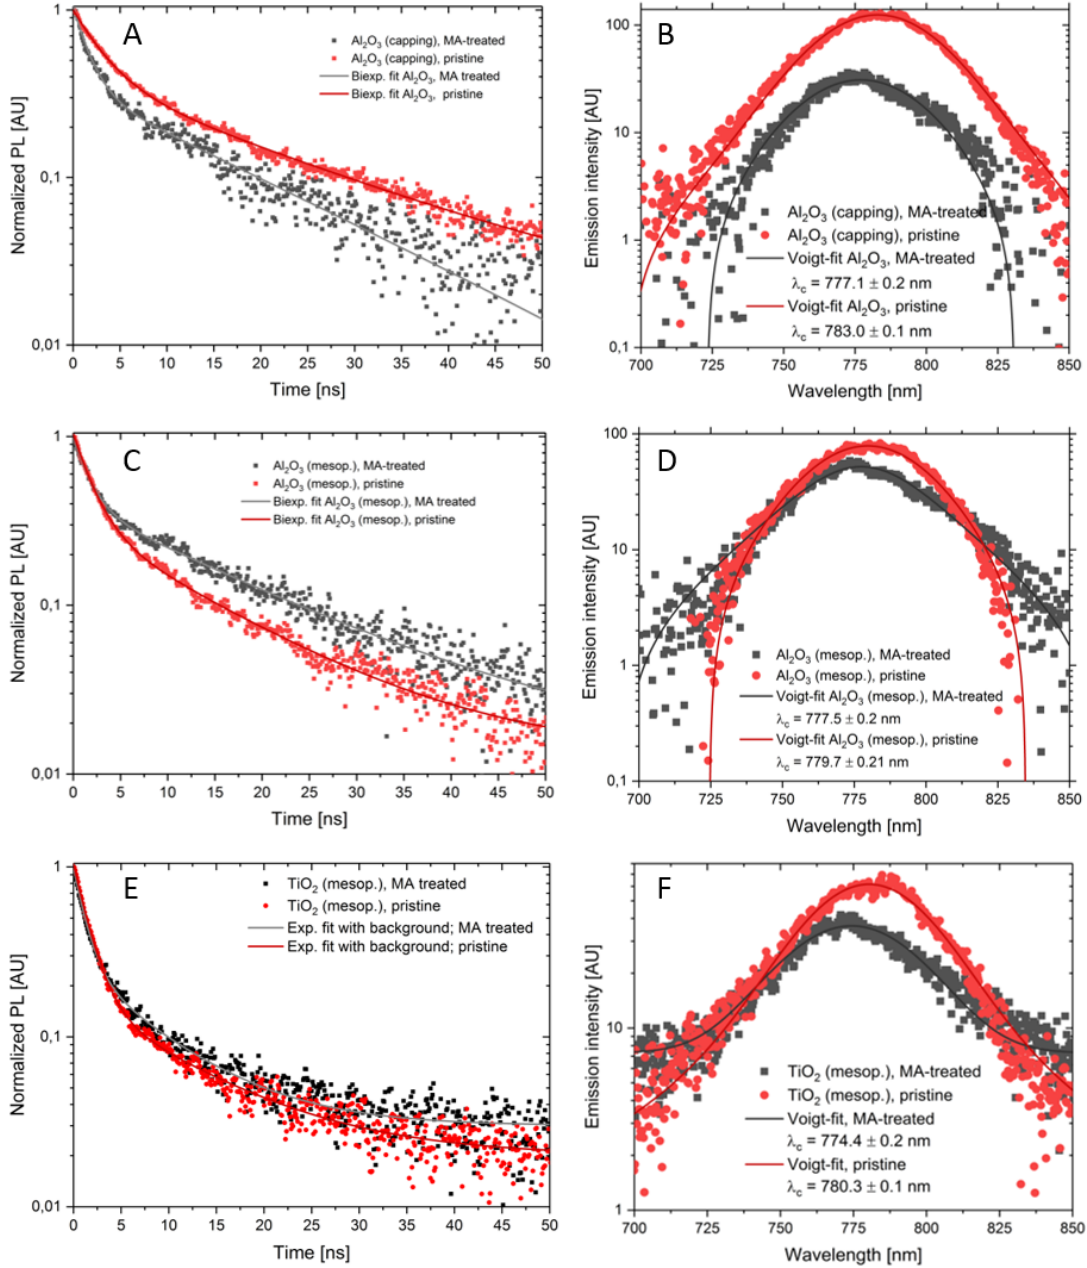 A
Al₂O₃ (capping), MA-treated
Al₂O₃ (capping), pristine
Biexp. fit Al₂O₃, MA treated
Biexp. fit Al₂O₃, pristine
Normalized PL [AU]
1
0,1
0,01
0 5 10 15 20 25 30 35 40 45 50
Time [ns]
B
Al₂O₃ (capping), MA-treated
Al₂O₃ (capping), pristine
Voigt-fit Al₂O₃, MA-treated
λc = 777.1 ± 0.2 nm
Voigt-fit Al₂O₃, pristine
λc = 783.0 ± 0.1 nm
Emission intensity [AU]
100
10
1
0,1
700 725 750 775 800 825 850
Wavelength [nm]
C
Al₂O₃ (mesop.), MA-treated
Al₂O₃ (mesop.), pristine
Biexp. fit Al₂O₃ (mesop.), MA treated
Biexp. fit Al₂O₃ (mesop.), pristine
Normalized PL [AU]
1
0,1
0,01
0 5 10 15 20 25 30 35 40 45 50
Time [ns]
D
Al₂O₃ (mesop.), MA-treated
Al₂O₃ (mesop.), pristine
Voigt-fit Al₂O₃ (mesop.), MA-treated
λc = 777.5 ± 0.2 nm
Voigt-fit Al₂O₃ (mesop.), pristine
λc = 779.7 ± 0.21 nm
Emission intensity [AU]
100
10
1
0,1
700 725 750 775 800 825 850
Wavelength [nm]
E
TiO₂ (mesop.), MA treated
TiO₂ (mesop.), pristine
Exp. fit with background; MA treated
Exp. fit with background; pristine
Normalized PL [AU]
1
0,1
0,01
0 5 10 15 20 25 30 35 40 45 50
Time [ns]
F
TiO₂ (mesop.), MA-treated
TiO₂ (mesop.), pristine
Voigt-fit, MA-treated
λc = 774.4 ± 0.2 nm
Voigt-fit, pristine
λc = 780.3 ± 0.1 nm
Emission intensity [AU]
10
1
700 725 750 775 800 825 850
Wavelength [nm]